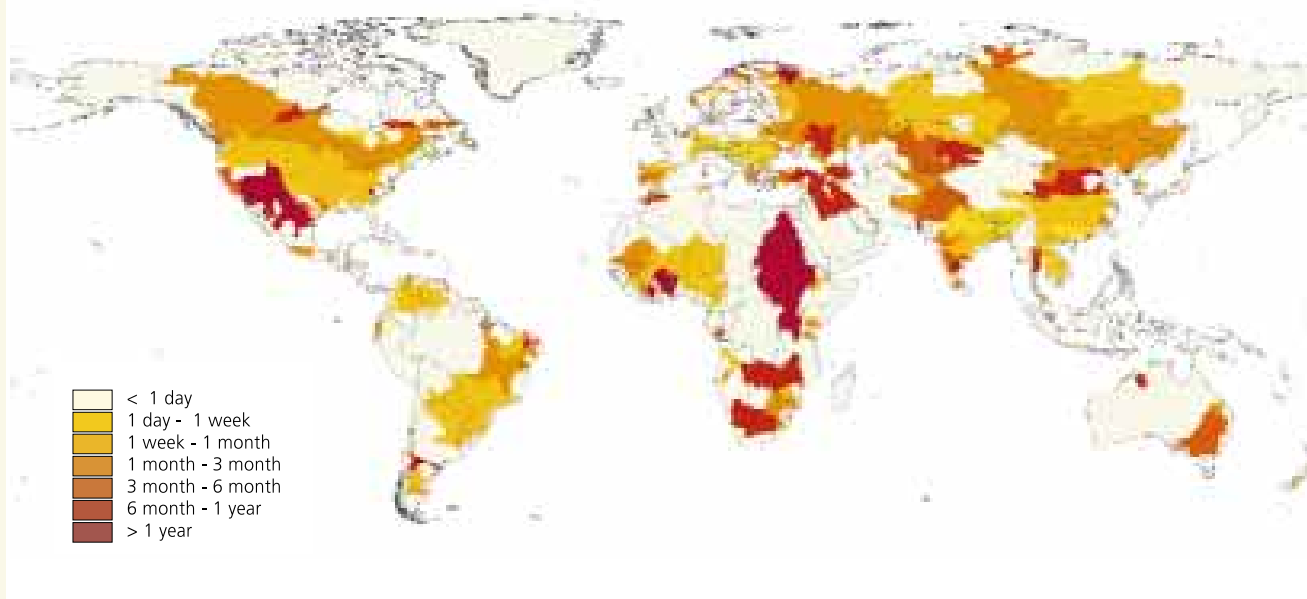 < 1 day
1 day - 1 week
1 week - 1 month
1 month - 3 month
3 month - 6 month
6 month - 1 year
> 1 year